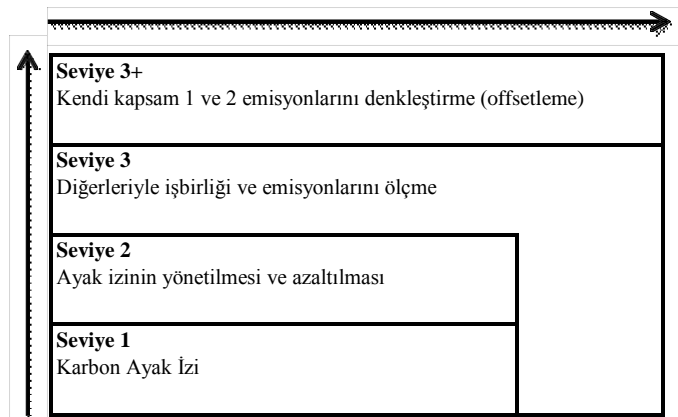 Seviye 3+
Kendi kapsam 1 ve 2 emisyonlarını denkleştirme (offsetleme)
Seviye 3
Diğerleriyle işbirliği ve emisyonlarını ölçme
Seviye 2
Ayak izinin yönetilmesi ve azaltılması
Seviye 1
Karbon Ayak İzi